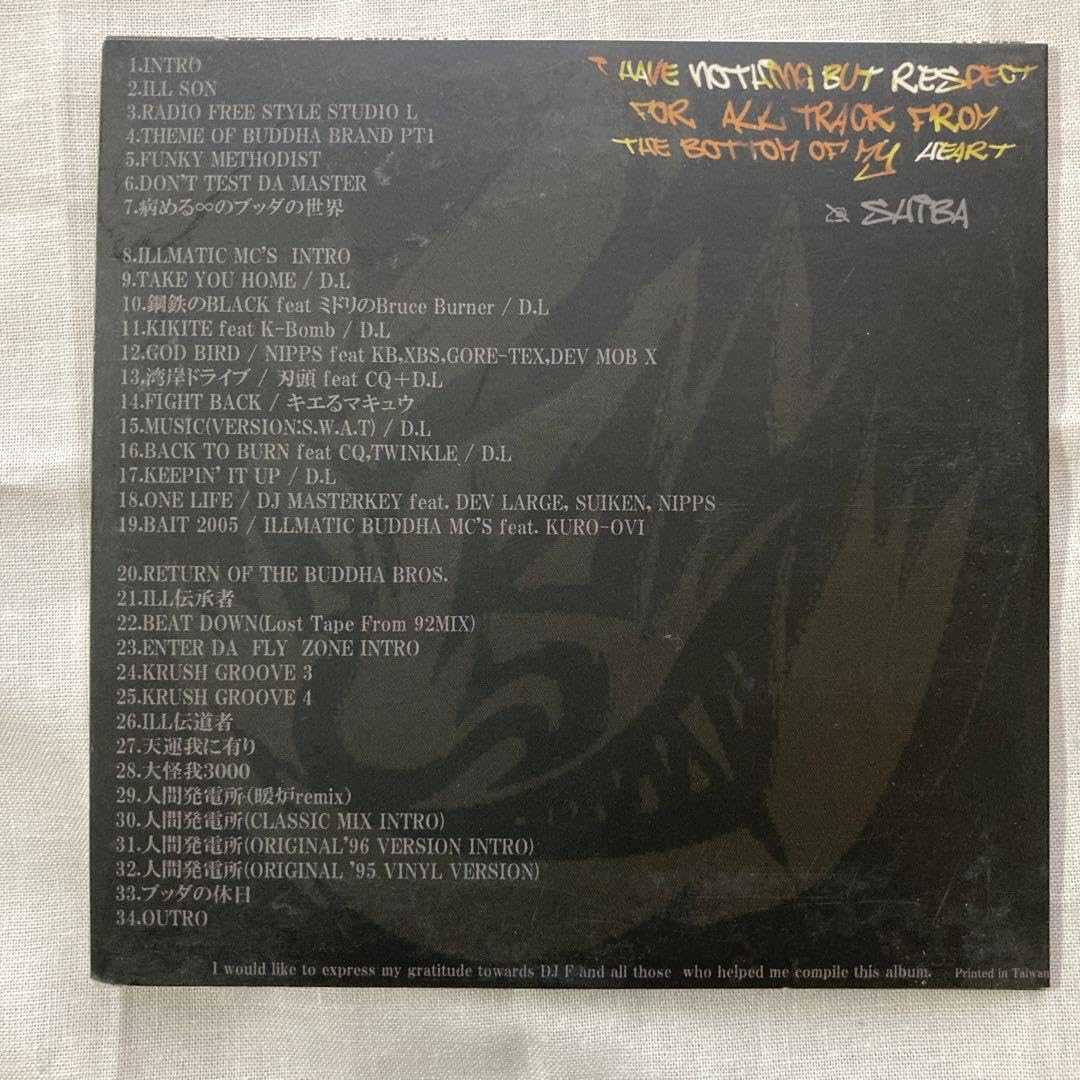 1.INTRO
2.ILL SON
3.RADIO FREE STYLE STUDIO L
4.THEME OF BUDDHA BRAND PT1
5.FUNKY METHODIST
6.DON'T TEST DA MASTER
7.病める∞のブッダの世界
8.ILLMATIC MC'S INTRO
9.TAKE YOU HOME / D.L
10.鋼鉄のBLACK feat ミドリのBruce Burner / D.L
11.KIKITE feat K-Bomb / D.L
12.GOD BIRD / NIPPS feat KB,XBS,GORE-TEX,DEV MOB X
13,湾岸ドライブ / 刃頭 feat CQ+D.L
14.FIGHT BACK / キエるマキュウ
15.MUSIC(VERSION:S.W.A.T) / D.L
16.BACK TO BURN feat CQ,TWINKLE / D.L
17.KEEPIN' IT UP / D.L
18.ONE LIFE / DJ MASTERKEY feat. DEV LARGE, SUIKEN, NIPPS
19.BAIT 2005 / ILLMATIC BUDDHA MC'S feat. KURO-OVI
20.RETURN OF THE BUDDHA BROS.
21.ILL伝承者
22.BEAT DOWN(Lost Tape From 92MIX)
23.ENTER DA FLY ZONE INTRO
24.KRUSH GROOVE 3
25.KRUSH GROOVE 4
26.ILL伝道者
27.天運我に有り
28.大怪我3000
29.人間発電所(暖炉remix)
30.人間発電所(CLASSIC MIX INTRO)
31.人間発電所(ORIGINAL'96 VERSION INTRO)
32.人間発電所(ORIGINAL '95 VINYL VERSION)
33.ブッダの休日
34.OUTRO
I HAVE NOTHING BUT RESPECT
FOR ALL TRACK FROM
THE BOTTOM OF MY HEART
SHIBA
I would like to express my gratitude towards DJ F and all those who helped me compile this album.
Printed in Taiwan